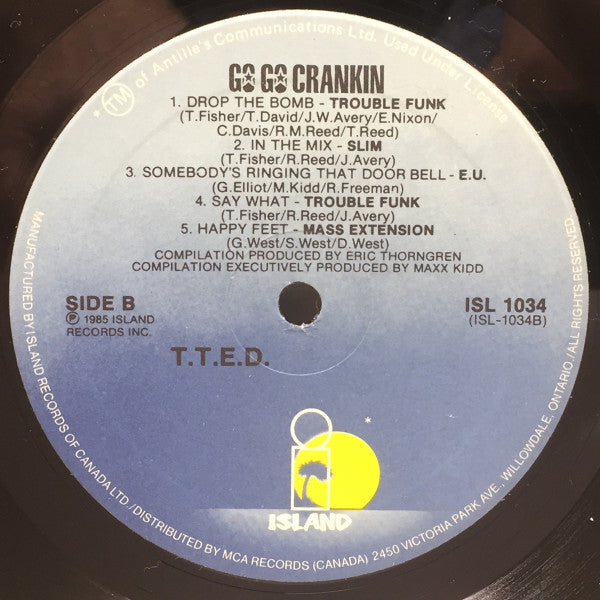 * TM of Antille's Communications Ltd. Used Under License
GO GO CRANKIN
1. DROP THE BOMB - TROUBLE FUNK
(T.Fisher/T.David/J.W.Avery/E.Nixon/
C.Davis/R.M.Reed/T.Reed)
2. IN THE MIX - SLIM
(T.Fisher/R.Reed/J.Avery)
3. SOMEBODY'S RINGING THAT DOOR BELL - E.U.
(G.Elliot/M.Kidd/R.Freeman)
4. SAY WHAT - TROUBLE FUNK
(T.Fisher/R.Reed/J.Avery)
5. HAPPY FEET - MASS EXTENSION
(G.West/S.West/D.West)
COMPILATION PRODUCED BY ERIC THORNGREN
COMPILATION EXECUTIVELY PRODUCED BY MAXX KIDD
SIDE B
Ⓟ 1985 ISLAND
RECORDS INC.
ISL 1034
(ISL-1034B)
T.T.E.D.
*
ISLAND
MANUFACTURED BY ISLAND RECORDS OF CANADA LTD./DISTRIBUTED BY MCA RECORDS (CANADA) 2450 VICTORIA PARK AVE., WILLOWDALE, ONTARIO./ALL RIGHTS RESERVED.